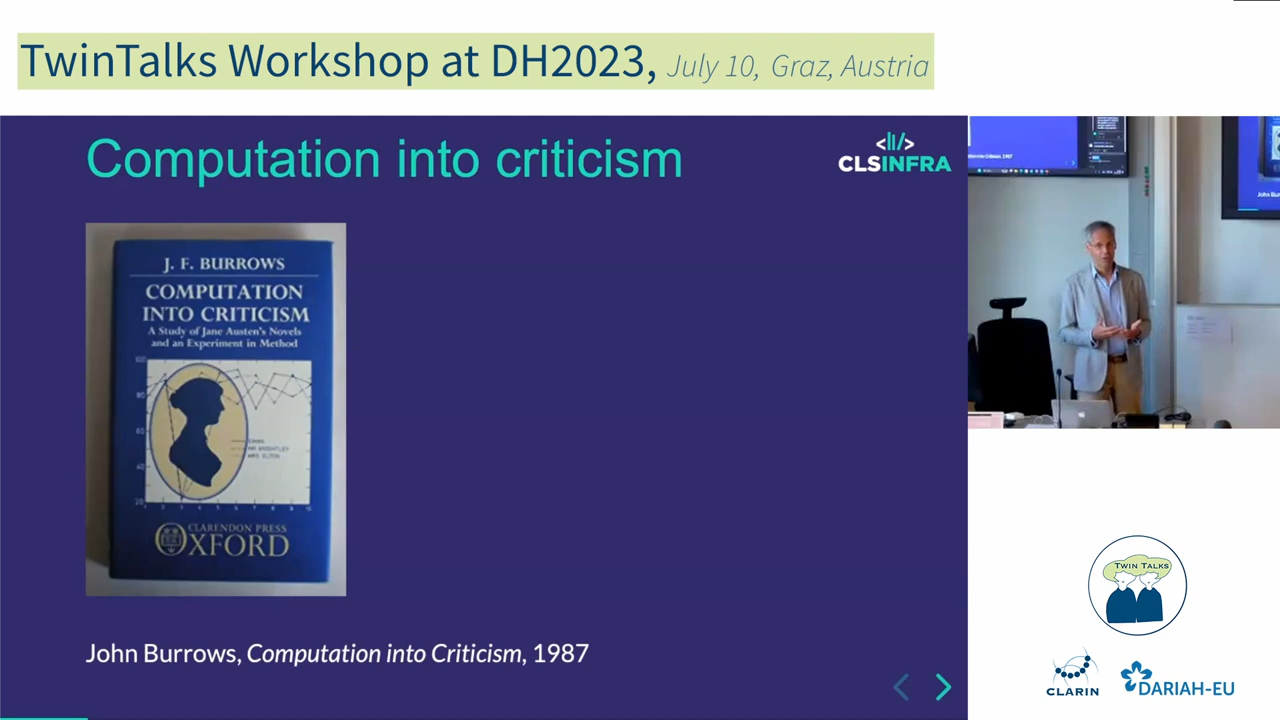 TwinTalks Workshop at DH2023, July 10, Graz, Austria
Computation into criticism
<///>
CLSINFRA
J. F. BURROWS
COMPUTATION
INTO CRITICISM
A Study of Jane Austen's Novels
and an Experiment in Method
CLARENDON PRESS
OXFORD
John Burrows, Computation into Criticism, 1987
TWIN TALKS
CLARIN
DARIAH-EU